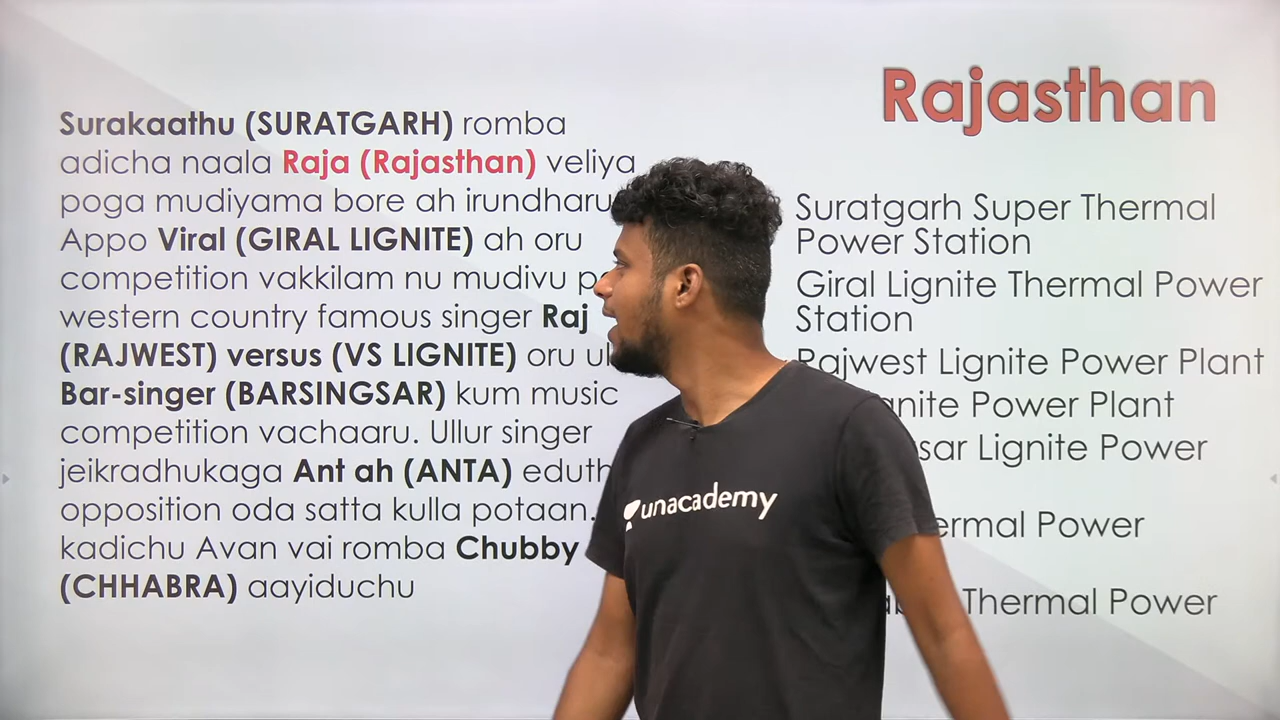 Rajasthan
Surakaathu (SURATGARH) romba
adicha naala Raja (Rajasthan) veliya
poga mudiyama bore ah irundharu
Appo Viral (GIRAL LIGNITE) ah oru
competition vakkilam nu mudivu
western country famous singer Raj
(RAJWEST) versus (VS LIGNITE) oru
Bar-singer (BARSINGSAR) kum music
competition vachaaru. Ullur singer
jeikradhukaga Ant ah (ANTA)
opposition oda satta kulla potaan.
kadichu Avan vai romba Chubby
(CHHABRA) aayiduchu
Suratgarh Super Thermal
Power Station
Giral Lignite Thermal Power
Station
Rajwest Lignite Power Plant
Power Plant
Lignite Power
Power
Thermal Power
unacademy